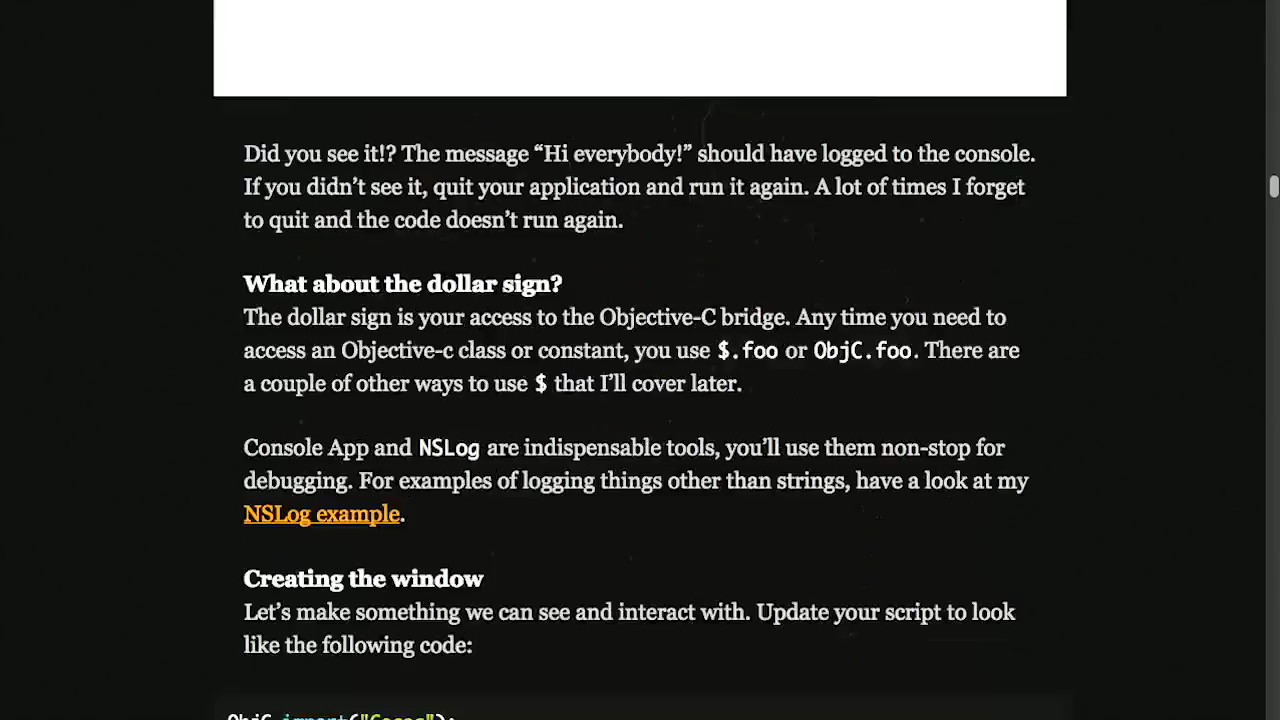 Did you see it!? The message “Hi everybody!” should have logged to the console.
If you didn’t see it, quit your application and run it again. A lot of times I forget
to quit and the code doesn’t run again.
What about the dollar sign?
The dollar sign is your access to the Objective-C bridge. Any time you need to
access an Objective-c class or constant, you use $.foo or ObjC.foo. There are
a couple of other ways to use $ that I’ll cover later.
Console App and NSLog are indispensable tools, you’ll use them non-stop for
debugging. For examples of logging things other than strings, have a look at my
NSLog example.
Creating the window
Let’s make something we can see and interact with. Update your script to look
like the following code:
ObjC.import("Cocoa");